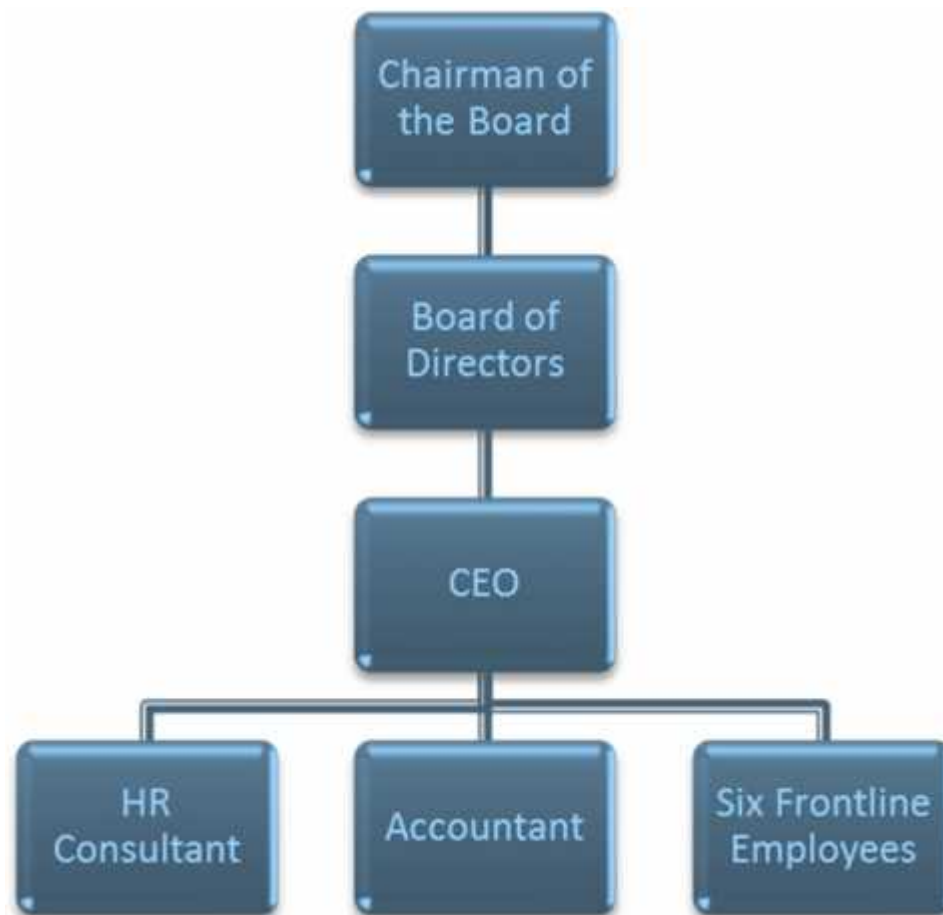 Chairman of
the Board
Board of
Directors
CEO
HR
Consultant
Accountant
Six Frontline
Employees